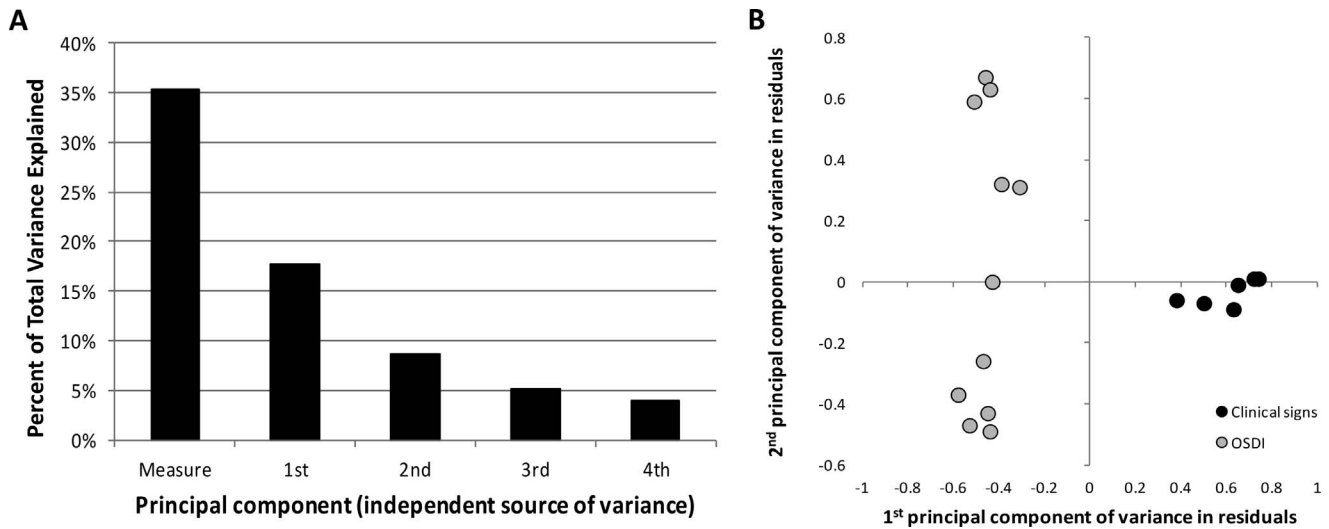 A
Percent of Total Variance Explained
40%
35%
30%
25%
20%
15%
10%
5%
0%
Measure 1st 2nd 3rd 4th
Principal component (independent source of variance)
B
2nd principal component of variance in residuals
0.8
0.6
0.4
0.2
0
-0.2
-0.4
-0.6
Clinical signs
OSDI
-1 -0.8 -0.6 -0.4 -0.2 0 0.2 0.4 0.6 0.8 1
1st principal component of variance in residuals